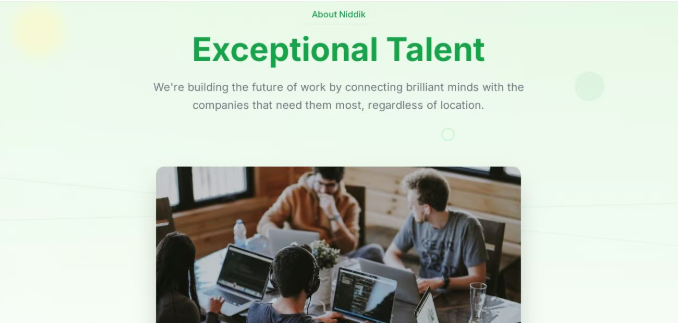 About Niddik
Exceptional Talent
We're building the future of work by connecting brilliant minds with the
companies that need them most, regardless of location.